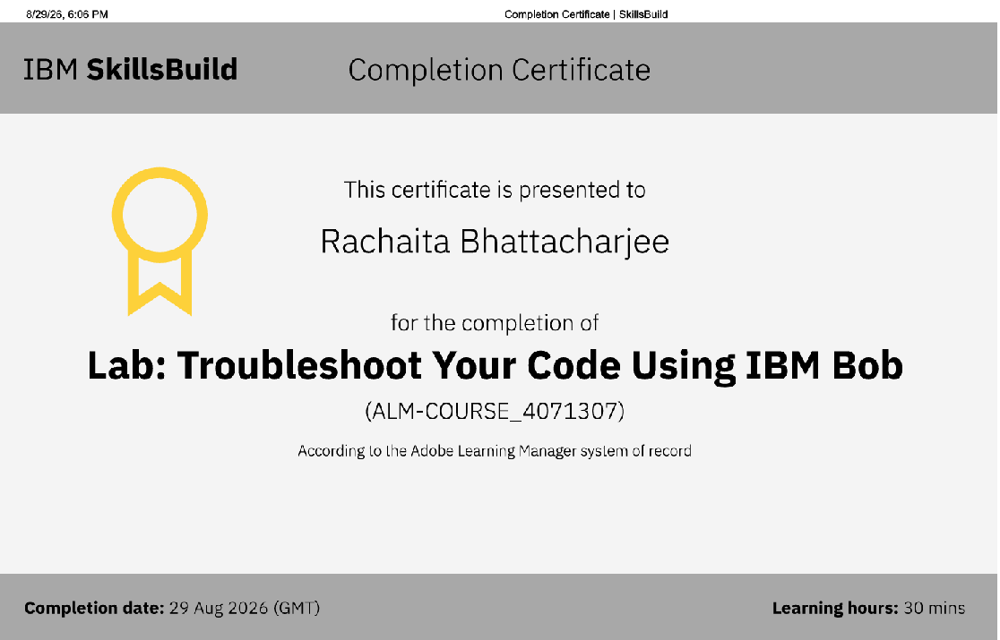 8/29/26, 6:06 PM
Completion Certificate | SkillsBuild
IBM SkillsBuild
Completion Certificate
This certificate is presented to
Rachaita Bhattacharjee
for the completion of
Lab: Troubleshoot Your Code Using IBM Bob
(ALM-COURSE_4071307)
According to the Adobe Learning Manager system of record
Completion date: 29 Aug 2026 (GMT)
Learning hours: 30 mins